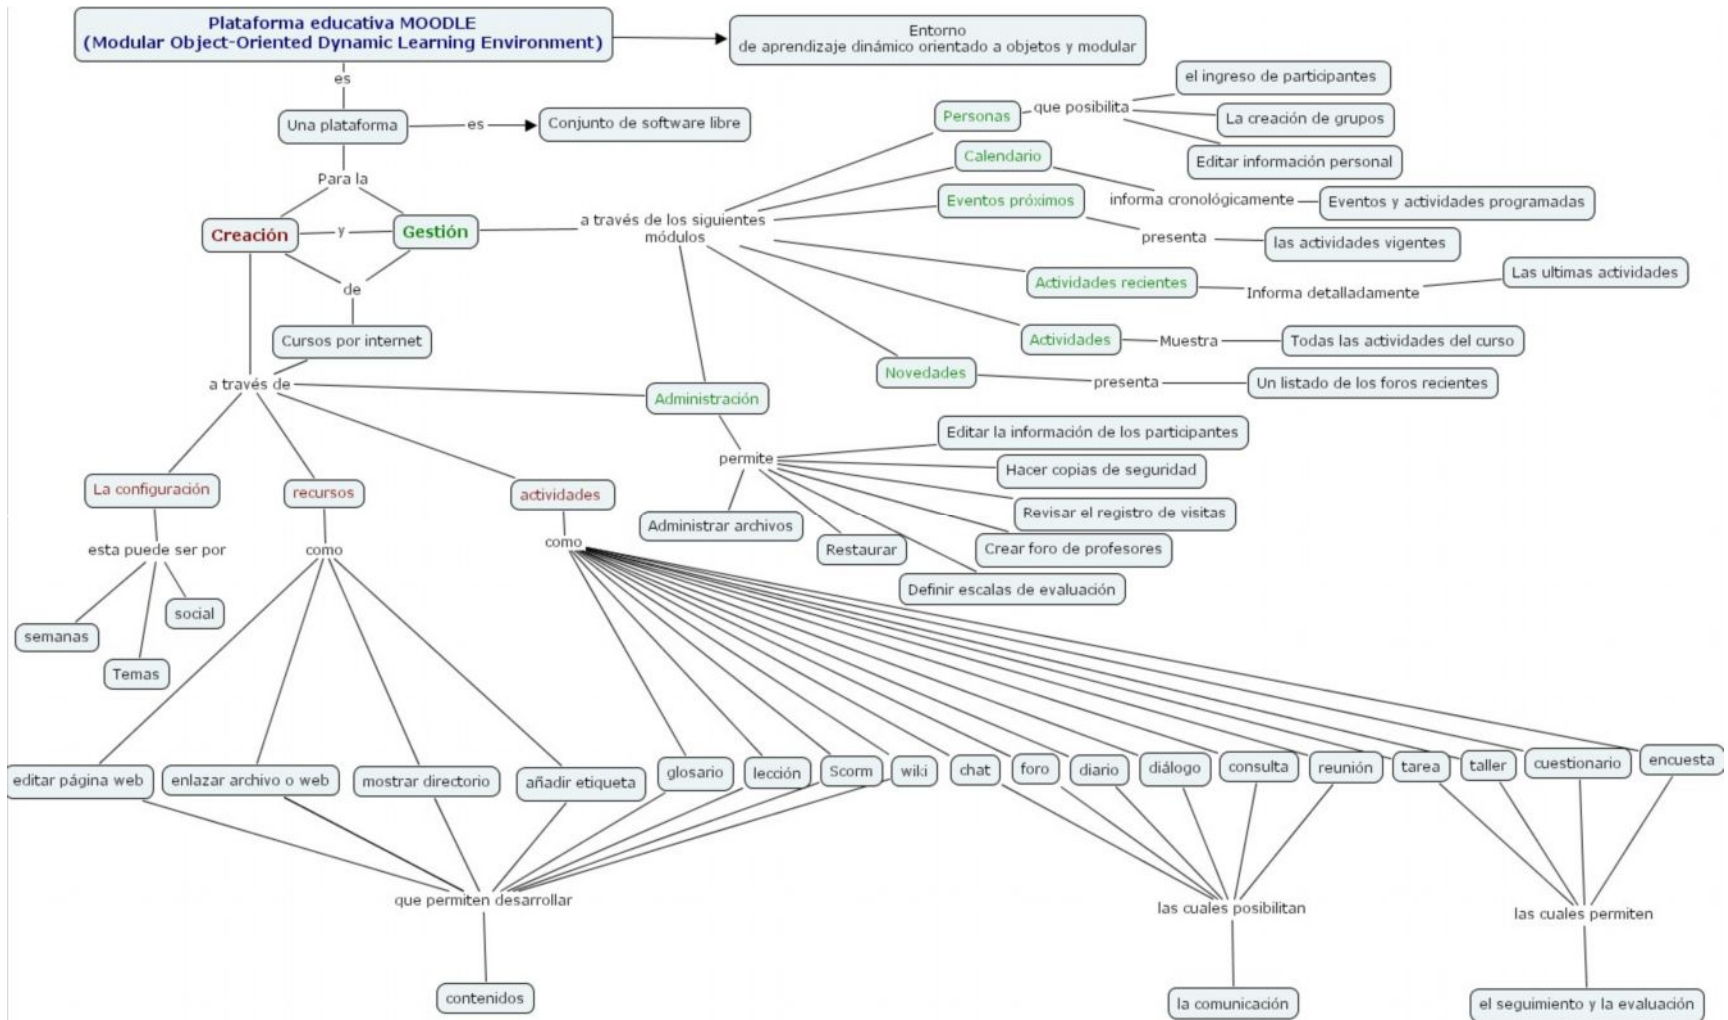 Plataforma educativa MOODLE
(Modular Object-Oriented Dynamic Learning Environment)
Entorno
de aprendizaje dinámico orientado a objetos y modular
es
Una plataforma
es
Conjunto de software libre
Para la
Creación
y
Gestión
de
Cursos por internet
a través de los siguientes
módulos
Personas
que posibilita
el ingreso de participantes
La creación de grupos
Editar información personal
Calendario
informa cronológicamente
Eventos y actividades programadas
Eventos próximos
presenta
las actividades vigentes
Actividades recientes
Informa detalladamente
Las ultimas actividades
Actividades
Muestra
Todas las actividades del curso
Novedades
presenta
Un listado de los foros recientes
a través de
Administración
permite
Editar la información de los participantes
Hacer copias de seguridad
Revisar el registro de visitas
Crear foro de profesores
Definir escalas de evaluación
Restaurar
Administrar archivos
La configuración
esta puede ser por
semanas
Temas
social
recursos
como
actividades
como
editar página web
enlazar archivo o web
mostrar directorio
añadir etiqueta
glosario
lección
Scorm
wiki
chat
foro
diario
diálogo
consulta
reunión
tarea
taller
cuestionario
encuesta
que permiten desarrollar
contenidos
las cuales posibilitan
la comunicación
las cuales permiten
el seguimiento y la evaluación